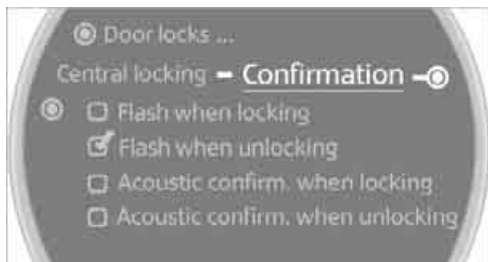 Door locks ...
Central locking - Confirmation
Flash when locking
Flash when unlocking
Acoustic confirm. when locking
Acoustic confirm. when unlocking